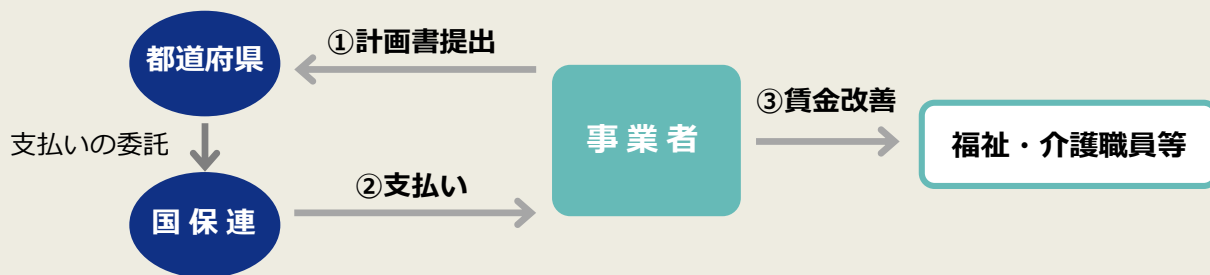 都道府県
①計画書提出
③賃金改善
事業者
福祉・介護職員等
支払いの委託
②支払い
国保連